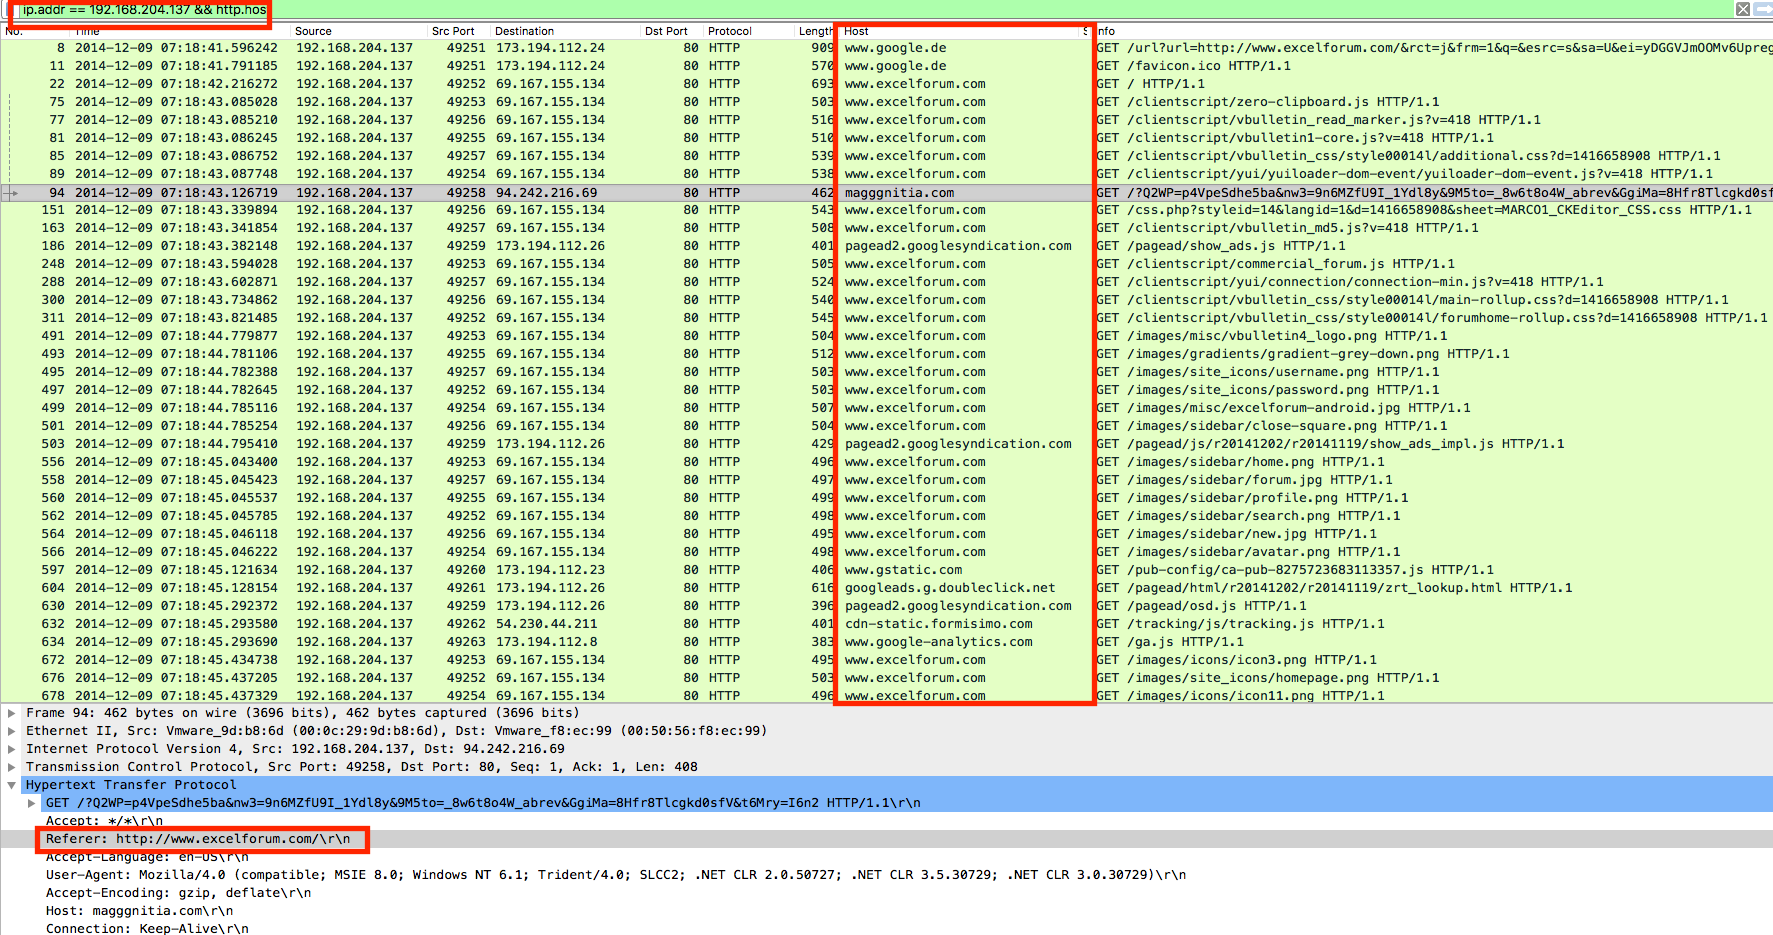 ip.addr == 192.168.204.137 && http.hos
No. Time Source Src Port Destination Dst Port Protocol Length Host S Info
8 2014-12-09 07:18:41.596242 192.168.204.137 49251 173.194.112.24 80 HTTP 909 www.google.de GET /url?url=http://www.excelforum.com/&rct=j&frm=1&q=&esrc=s&sa=U&ei=yDGGVJmOOMv6Upreg
11 2014-12-09 07:18:41.791185 192.168.204.137 49251 173.194.112.24 80 HTTP 570 www.google.de GET /favicon.ico HTTP/1.1
22 2014-12-09 07:18:42.216272 192.168.204.137 49252 69.167.155.134 80 HTTP 693 www.excelforum.com GET / HTTP/1.1
75 2014-12-09 07:18:43.085028 192.168.204.137 49253 69.167.155.134 80 HTTP 503 www.excelforum.com GET /clientscript/zero-clipboard.js HTTP/1.1
77 2014-12-09 07:18:43.085210 192.168.204.137 49256 69.167.155.134 80 HTTP 516 www.excelforum.com GET /clientscript/vbulletin_read_marker.js?v=418 HTTP/1.1
81 2014-12-09 07:18:43.086245 192.168.204.137 49255 69.167.155.134 80 HTTP 510 www.excelforum.com GET /clientscript/vbulletin1-core.js?v=418 HTTP/1.1
85 2014-12-09 07:18:43.086752 192.168.204.137 49257 69.167.155.134 80 HTTP 539 www.excelforum.com GET /clientscript/vbulletin_css/style00014l/additional.css?d=1416658908 HTTP/1.1
89 2014-12-09 07:18:43.087748 192.168.204.137 49254 69.167.155.134 80 HTTP 538 www.excelforum.com GET /clientscript/yui/yuiloader-dom-event/yuiloader-dom-event.js?v=418 HTTP/1.1
94 2014-12-09 07:18:43.126719 192.168.204.137 49258 94.242.216.69 80 HTTP 462 magggnitia.com GET /?Q2WP=p4VpeSdhe5ba&nw3=9n6MZfU9I_1Ydl8y&9M5to=_8w6t8o4W_abrev&GgiMa=8Hfr8Tlcgkd0sf
151 2014-12-09 07:18:43.339894 192.168.204.137 49256 69.167.155.134 80 HTTP 543 www.excelforum.com GET /css.php?styleid=14&langid=1&d=1416658908&sheet=MARCO1_CKEditor_CSS.css HTTP/1.1
163 2014-12-09 07:18:43.341854 192.168.204.137 49257 69.167.155.134 80 HTTP 508 www.excelforum.com GET /clientscript/vbulletin_md5.js?v=418 HTTP/1.1
186 2014-12-09 07:18:43.382148 192.168.204.137 49259 173.194.112.26 80 HTTP 401 pagead2.googlesyndication.com GET /pagead/show_ads.js HTTP/1.1
248 2014-12-09 07:18:43.594028 192.168.204.137 49253 69.167.155.134 80 HTTP 505 www.excelforum.com GET /clientscript/commercial_forum.js HTTP/1.1
288 2014-12-09 07:18:43.602871 192.168.204.137 49257 69.167.155.134 80 HTTP 524 www.excelforum.com GET /clientscript/yui/connection/connection-min.js?v=418 HTTP/1.1
300 2014-12-09 07:18:43.734862 192.168.204.137 49256 69.167.155.134 80 HTTP 540 www.excelforum.com GET /clientscript/vbulletin_css/style00014l/main-rollup.css?d=1416658908 HTTP/1.1
311 2014-12-09 07:18:43.821485 192.168.204.137 49252 69.167.155.134 80 HTTP 545 www.excelforum.com GET /clientscript/vbulletin_css/style00014l/forumhome-rollup.css?d=1416658908 HTTP/1.1
491 2014-12-09 07:18:44.779877 192.168.204.137 49253 69.167.155.134 80 HTTP 504 www.excelforum.com GET /images/misc/vbulletin4_logo.png HTTP/1.1
493 2014-12-09 07:18:44.781106 192.168.204.137 49255 69.167.155.134 80 HTTP 512 www.excelforum.com GET /images/gradients/gradient-grey-down.png HTTP/1.1
495 2014-12-09 07:18:44.782388 192.168.204.137 49257 69.167.155.134 80 HTTP 503 www.excelforum.com GET /images/site_icons/username.png HTTP/1.1
497 2014-12-09 07:18:44.782645 192.168.204.137 49252 69.167.155.134 80 HTTP 503 www.excelforum.com GET /images/site_icons/password.png HTTP/1.1
499 2014-12-09 07:18:44.785116 192.168.204.137 49254 69.167.155.134 80 HTTP 507 www.excelforum.com GET /images/misc/excelforum-android.jpg HTTP/1.1
501 2014-12-09 07:18:44.785254 192.168.204.137 49256 69.167.155.134 80 HTTP 504 www.excelforum.com GET /images/sidebar/close-square.png HTTP/1.1
503 2014-12-09 07:18:44.795410 192.168.204.137 49259 173.194.112.26 80 HTTP 429 pagead2.googlesyndication.com GET /pagead/js/r20141202/r20141119/show_ads_impl.js HTTP/1.1
556 2014-12-09 07:18:45.043400 192.168.204.137 49253 69.167.155.134 80 HTTP 496 www.excelforum.com GET /images/sidebar/home.png HTTP/1.1
558 2014-12-09 07:18:45.045423 192.168.204.137 49257 69.167.155.134 80 HTTP 497 www.excelforum.com GET /images/sidebar/forum.jpg HTTP/1.1
560 2014-12-09 07:18:45.045537 192.168.204.137 49255 69.167.155.134 80 HTTP 499 www.excelforum.com GET /images/sidebar/profile.png HTTP/1.1
562 2014-12-09 07:18:45.045785 192.168.204.137 49252 69.167.155.134 80 HTTP 498 www.excelforum.com GET /images/sidebar/search.png HTTP/1.1
564 2014-12-09 07:18:45.046118 192.168.204.137 49256 69.167.155.134 80 HTTP 495 www.excelforum.com GET /images/sidebar/new.jpg HTTP/1.1
566 2014-12-09 07:18:45.046222 192.168.204.137 49254 69.167.155.134 80 HTTP 498 www.excelforum.com GET /images/sidebar/avatar.png HTTP/1.1
597 2014-12-09 07:18:45.121634 192.168.204.137 49260 173.194.112.23 80 HTTP 406 www.gstatic.com GET /pub-config/ca-pub-8275723683113357.js HTTP/1.1
604 2014-12-09 07:18:45.128154 192.168.204.137 49261 173.194.112.26 80 HTTP 616 googleads.g.doubleclick.net GET /pagead/html/r20141202/r20141119/zrt_lookup.html HTTP/1.1
630 2014-12-09 07:18:45.292372 192.168.204.137 49259 173.194.112.26 80 HTTP 396 pagead2.googlesyndication.com GET /pagead/osd.js HTTP/1.1
632 2014-12-09 07:18:45.293580 192.168.204.137 49262 54.230.44.211 80 HTTP 401 cdn-static.formisimo.com GET /tracking/js/tracking.js HTTP/1.1
634 2014-12-09 07:18:45.293690 192.168.204.137 49263 173.194.112.8 80 HTTP 383 www.google-analytics.com GET /ga.js HTTP/1.1
672 2014-12-09 07:18:45.434738 192.168.204.137 49253 69.167.155.134 80 HTTP 495 www.excelforum.com GET /images/icons/icon3.png HTTP/1.1
676 2014-12-09 07:18:45.437205 192.168.204.137 49252 69.167.155.134 80 HTTP 503 www.excelforum.com GET /images/site_icons/homepage.png HTTP/1.1
678 2014-12-09 07:18:45.437329 192.168.204.137 49254 69.167.155.134 80 HTTP 496 www.excelforum.com GET /images/icons/icon11.png HTTP/1.1
Frame 94: 462 bytes on wire (3696 bits), 462 bytes captured (3696 bits)
Ethernet II, Src: Vmware_9d:b8:6d (00:0c:29:9d:b8:6d), Dst: Vmware_f8:ec:99 (00:50:56:f8:ec:99)
Internet Protocol Version 4, Src: 192.168.204.137, Dst: 94.242.216.69
Transmission Control Protocol, Src Port: 49258, Dst Port: 80, Seq: 1, Ack: 1, Len: 408
Hypertext Transfer Protocol
GET /?Q2WP=p4VpeSdhe5ba&nw3=9n6MZfU9I_1Ydl8y&9M5to=_8w6t8o4W_abrev&GgiMa=8Hfr8Tlcgkd0sfV&t6Mry=I6n2 HTTP/1.1\r\n
Accept: */*\r\n
Referer: http://www.excelforum.com/\r\n
Accept-Language: en-US\r\n
User-Agent: Mozilla/4.0 (compatible; MSIE 8.0; Windows NT 6.1; Trident/4.0; SLCC2; .NET CLR 2.0.50727; .NET CLR 3.5.30729; .NET CLR 3.0.30729)\r\n
Accept-Encoding: gzip, deflate\r\n
Host: magggnitia.com\r\n
Connection: Keep-Alive\r\n